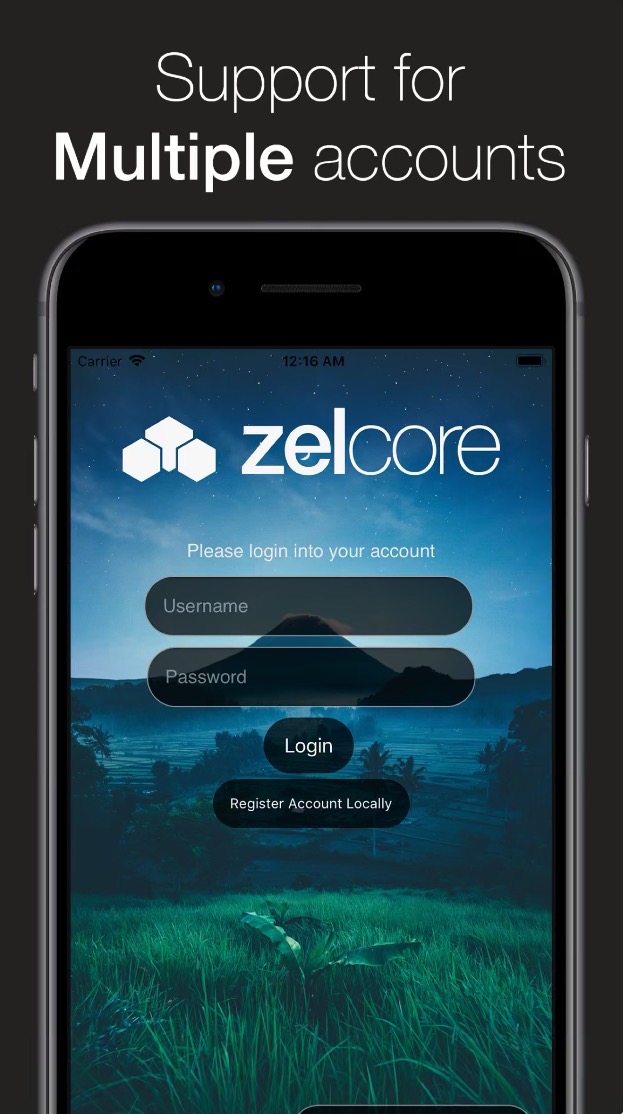 Support for
Multiple accounts
Carrier 12:16 AM
zelcore
Please login into your account
Username
Password
Login
Register Account Locally